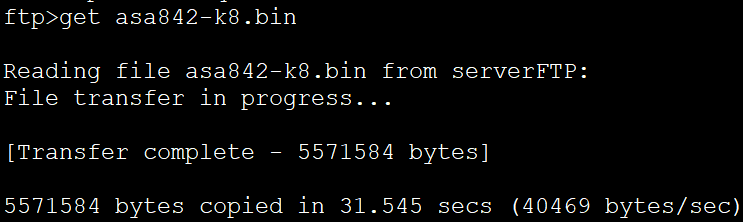 ftp>get asa842-k8.bin
Reading file asa842-k8.bin from serverFTP:
File transfer in progress...
[Transfer complete - 5571584 bytes]
5571584 bytes copied in 31.545 secs (40469 bytes/sec)